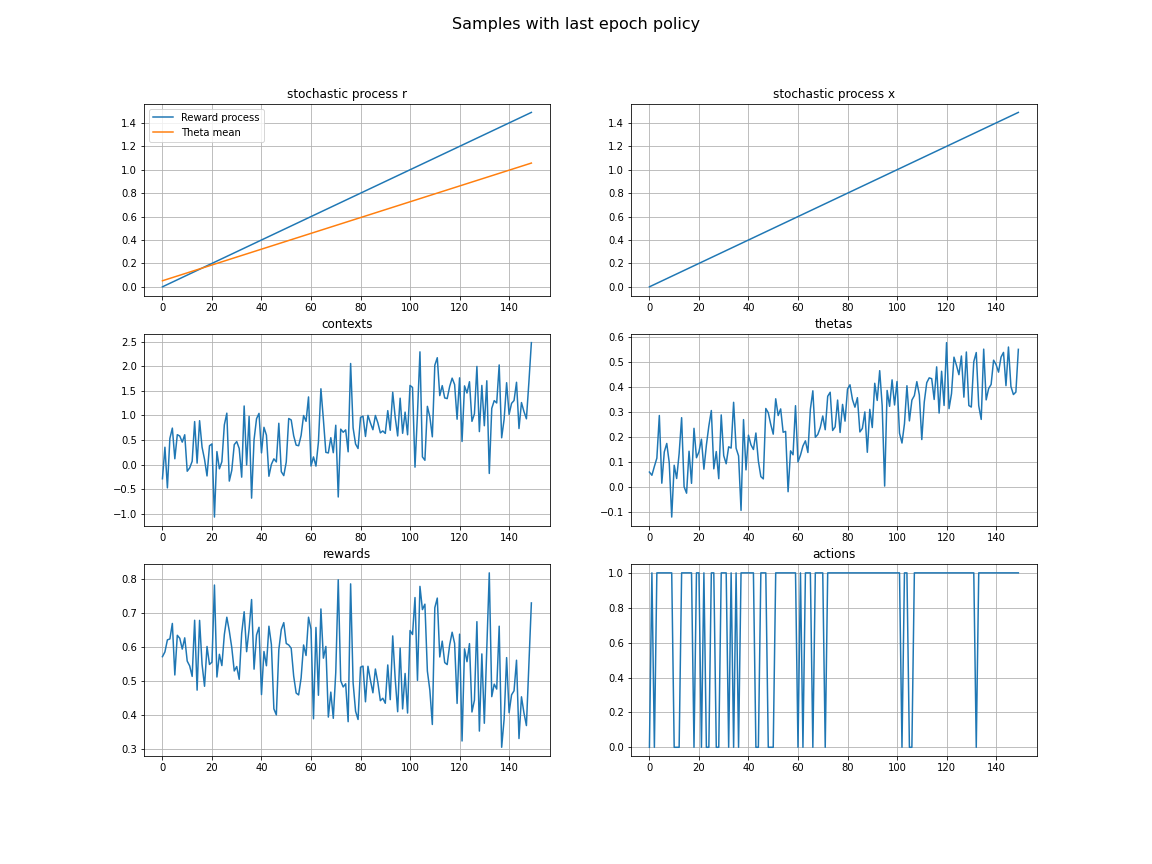 Samples with last epoch policy
stochastic process r
Reward process
Theta mean
1.4
1.2
1.0
0.8
0.6
0.4
0.2
0.0
0 20 40 60 80 100 120 140
stochastic process x
1.4
1.2
1.0
0.8
0.6
0.4
0.2
0.0
0 20 40 60 80 100 120 140
contexts
2.5
2.0
1.5
1.0
0.5
0.0
−0.5
−1.0
0 20 40 60 80 100 120 140
thetas
0.6
0.5
0.4
0.3
0.2
0.1
0.0
−0.1
0 20 40 60 80 100 120 140
rewards
0.8
0.7
0.6
0.5
0.4
0.3
0 20 40 60 80 100 120 140
actions
1.0
0.8
0.6
0.4
0.2
0.0
0 20 40 60 80 100 120 140